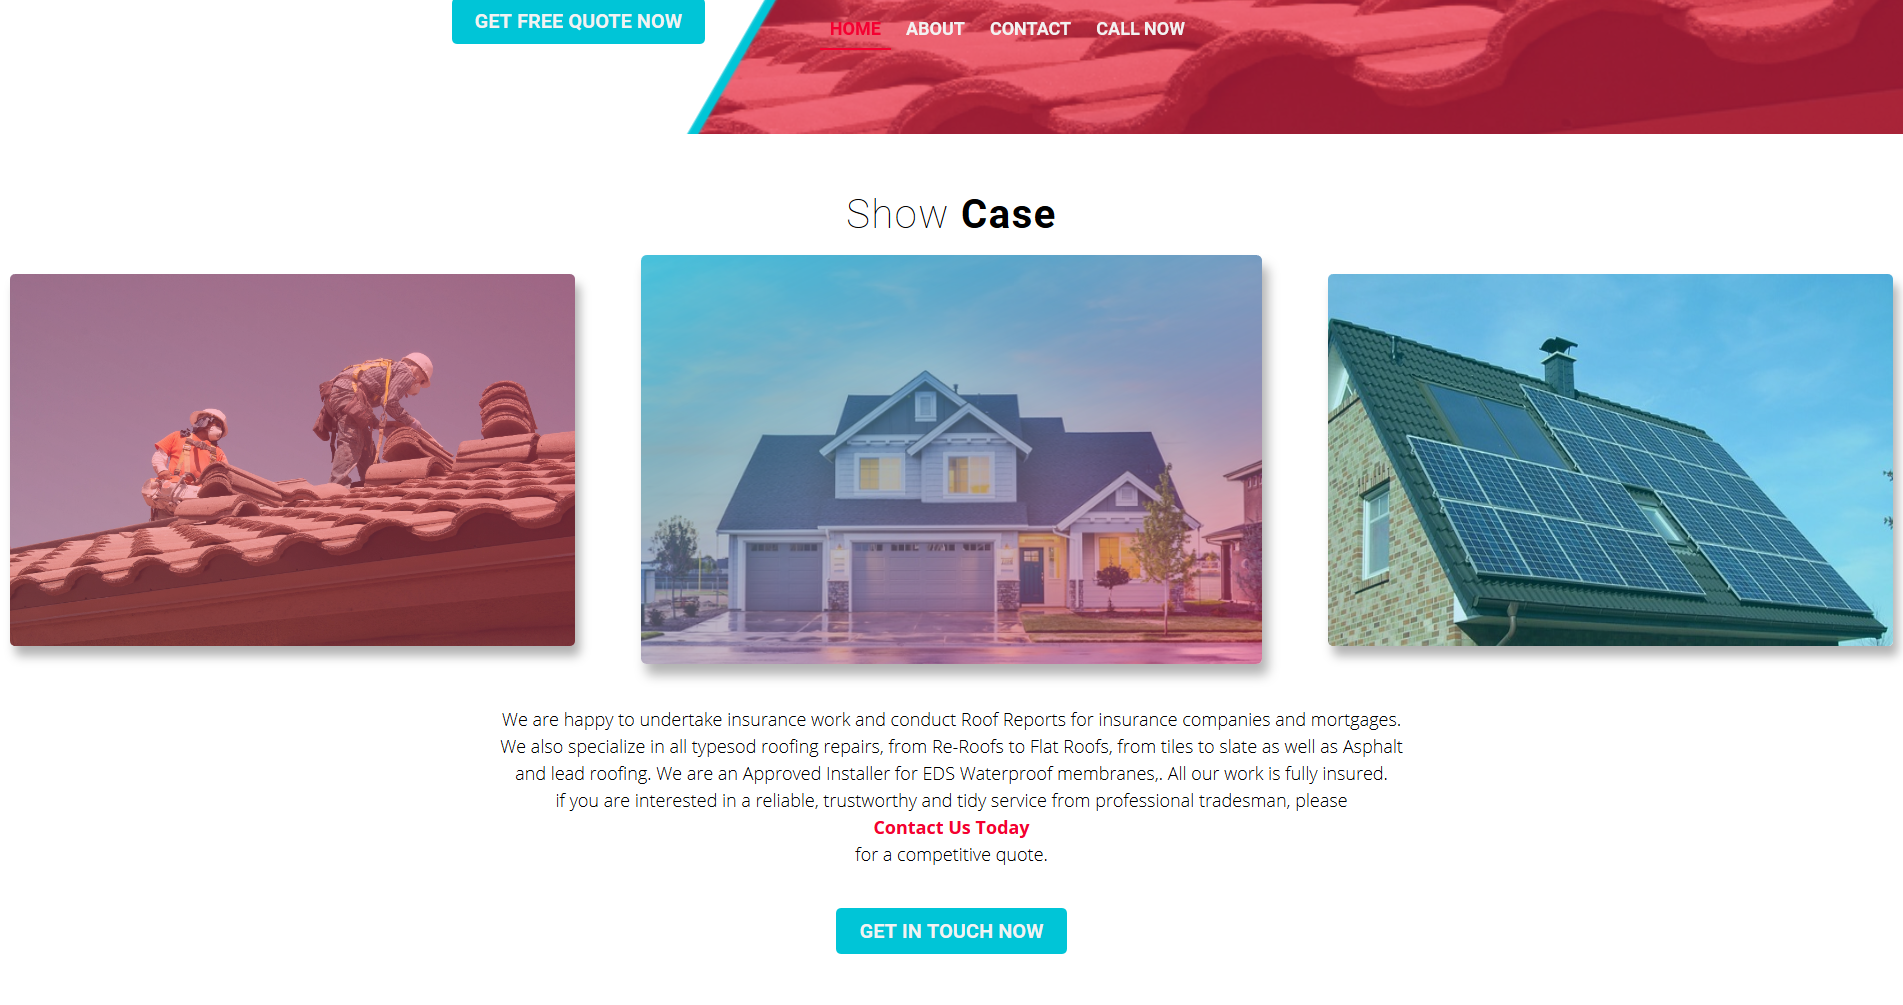 GET FREE QUOTE NOW
HOME ABOUT CONTACT CALL NOW
Show Case
We are happy to undertake insurance work and conduct Roof Reports for insurance companies and mortgages.
We also specialize in all typesod roofing repairs, from Re-Roofs to Flat Roofs, from tiles to slate as well as Asphalt
and lead roofing. We are an Approved Installer for EDS Waterproof membranes,. All our work is fully insured.
if you are interested in a reliable, trustworthy and tidy service from professional tradesman, please
Contact Us Today
for a competitive quote.
GET IN TOUCH NOW